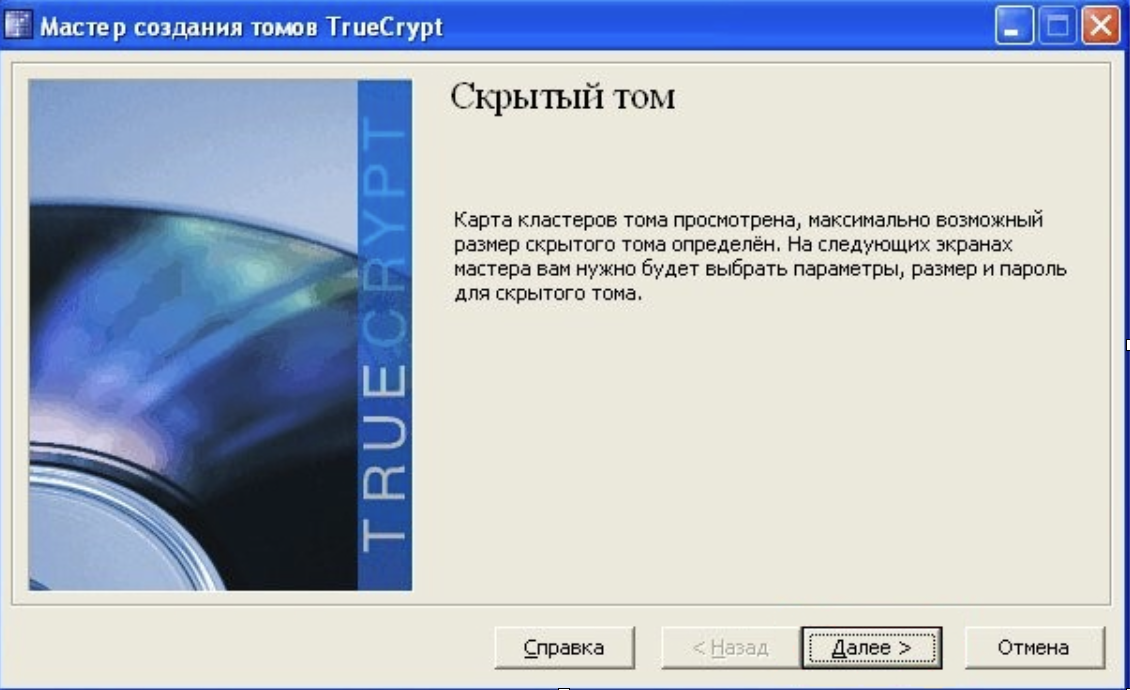 Мастер создания томов TrueCrypt
TRUECRYPT
Скрытый том
Карта кластеров тома просмотрена, максимально возможный
размер скрытого тома определён. На следующих экранах
мастера вам нужно будет выбрать параметры, размер и пароль
для скрытого тома.
Справка
< Назад
Далее >
Отмена